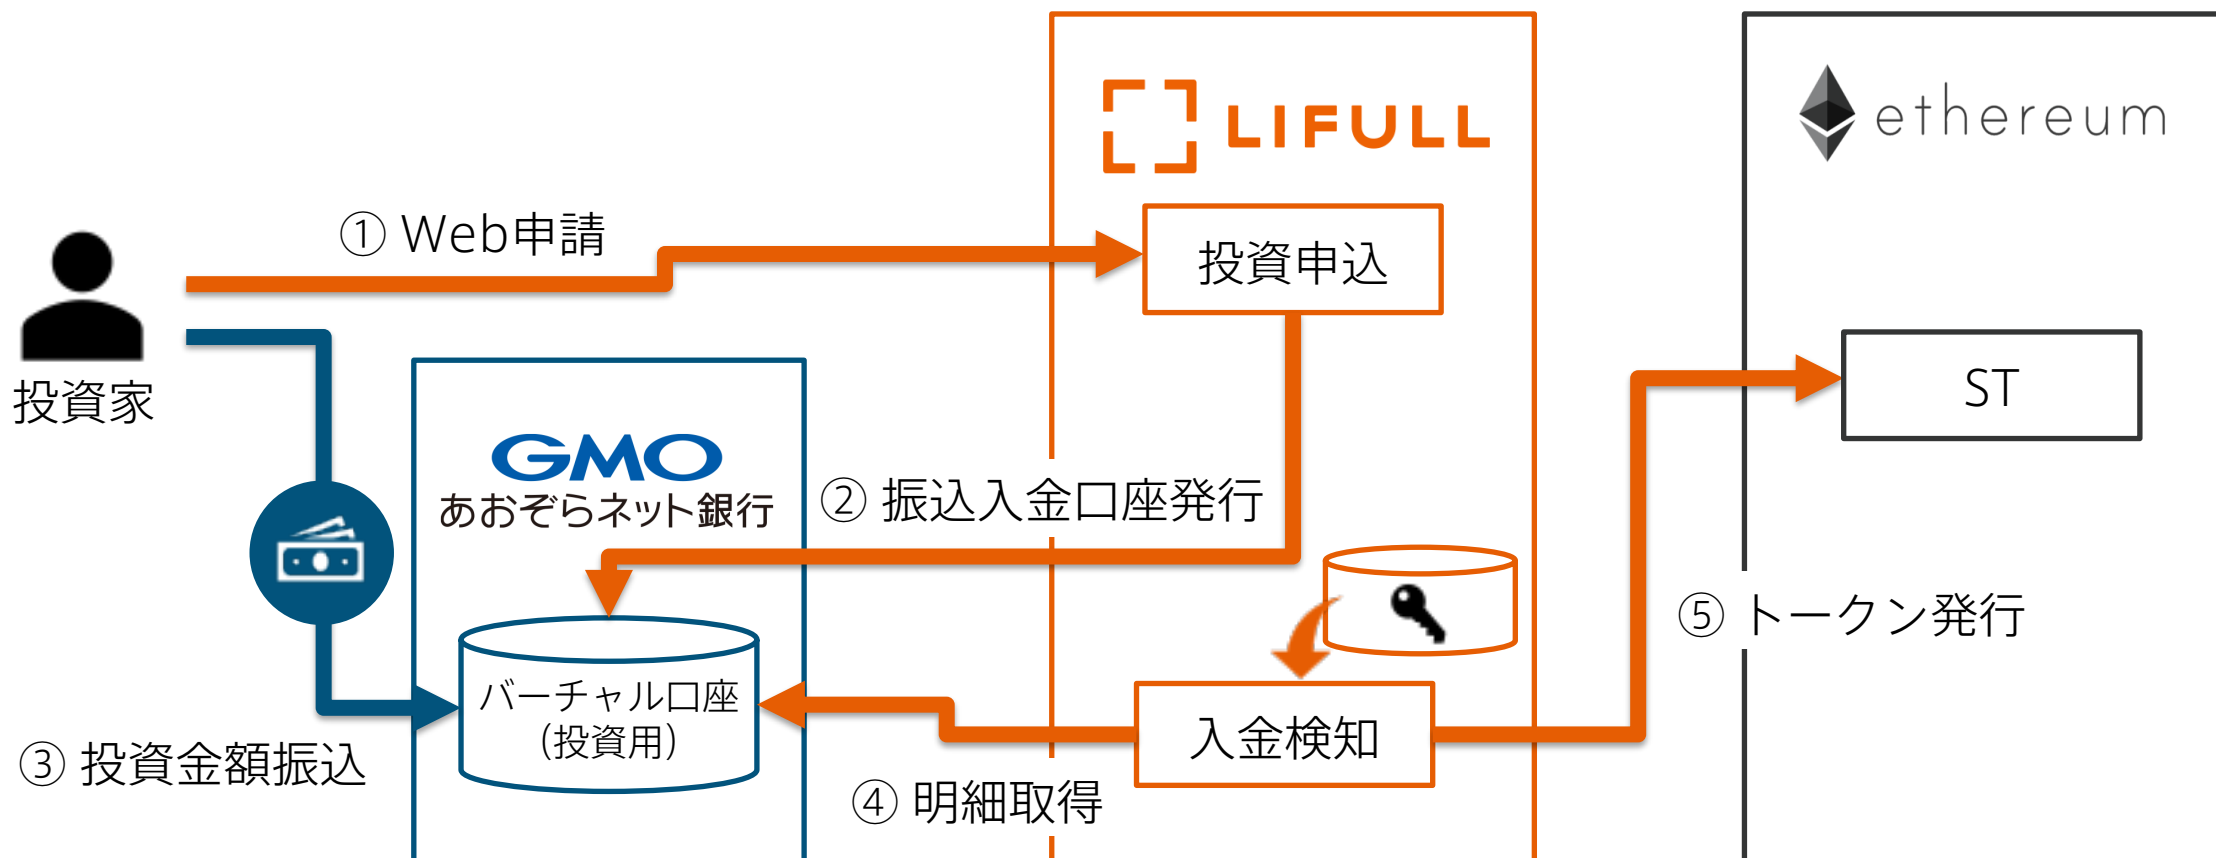 LIFULL
ethereum
① Web申請
投資申込
投資家
ST
GMO
あおぞらネット銀行
② 振込入金口座発行
⑤ トークン発行
バーチャル口座
(投資用)
入金検知
③ 投資金額振込
④ 明細取得